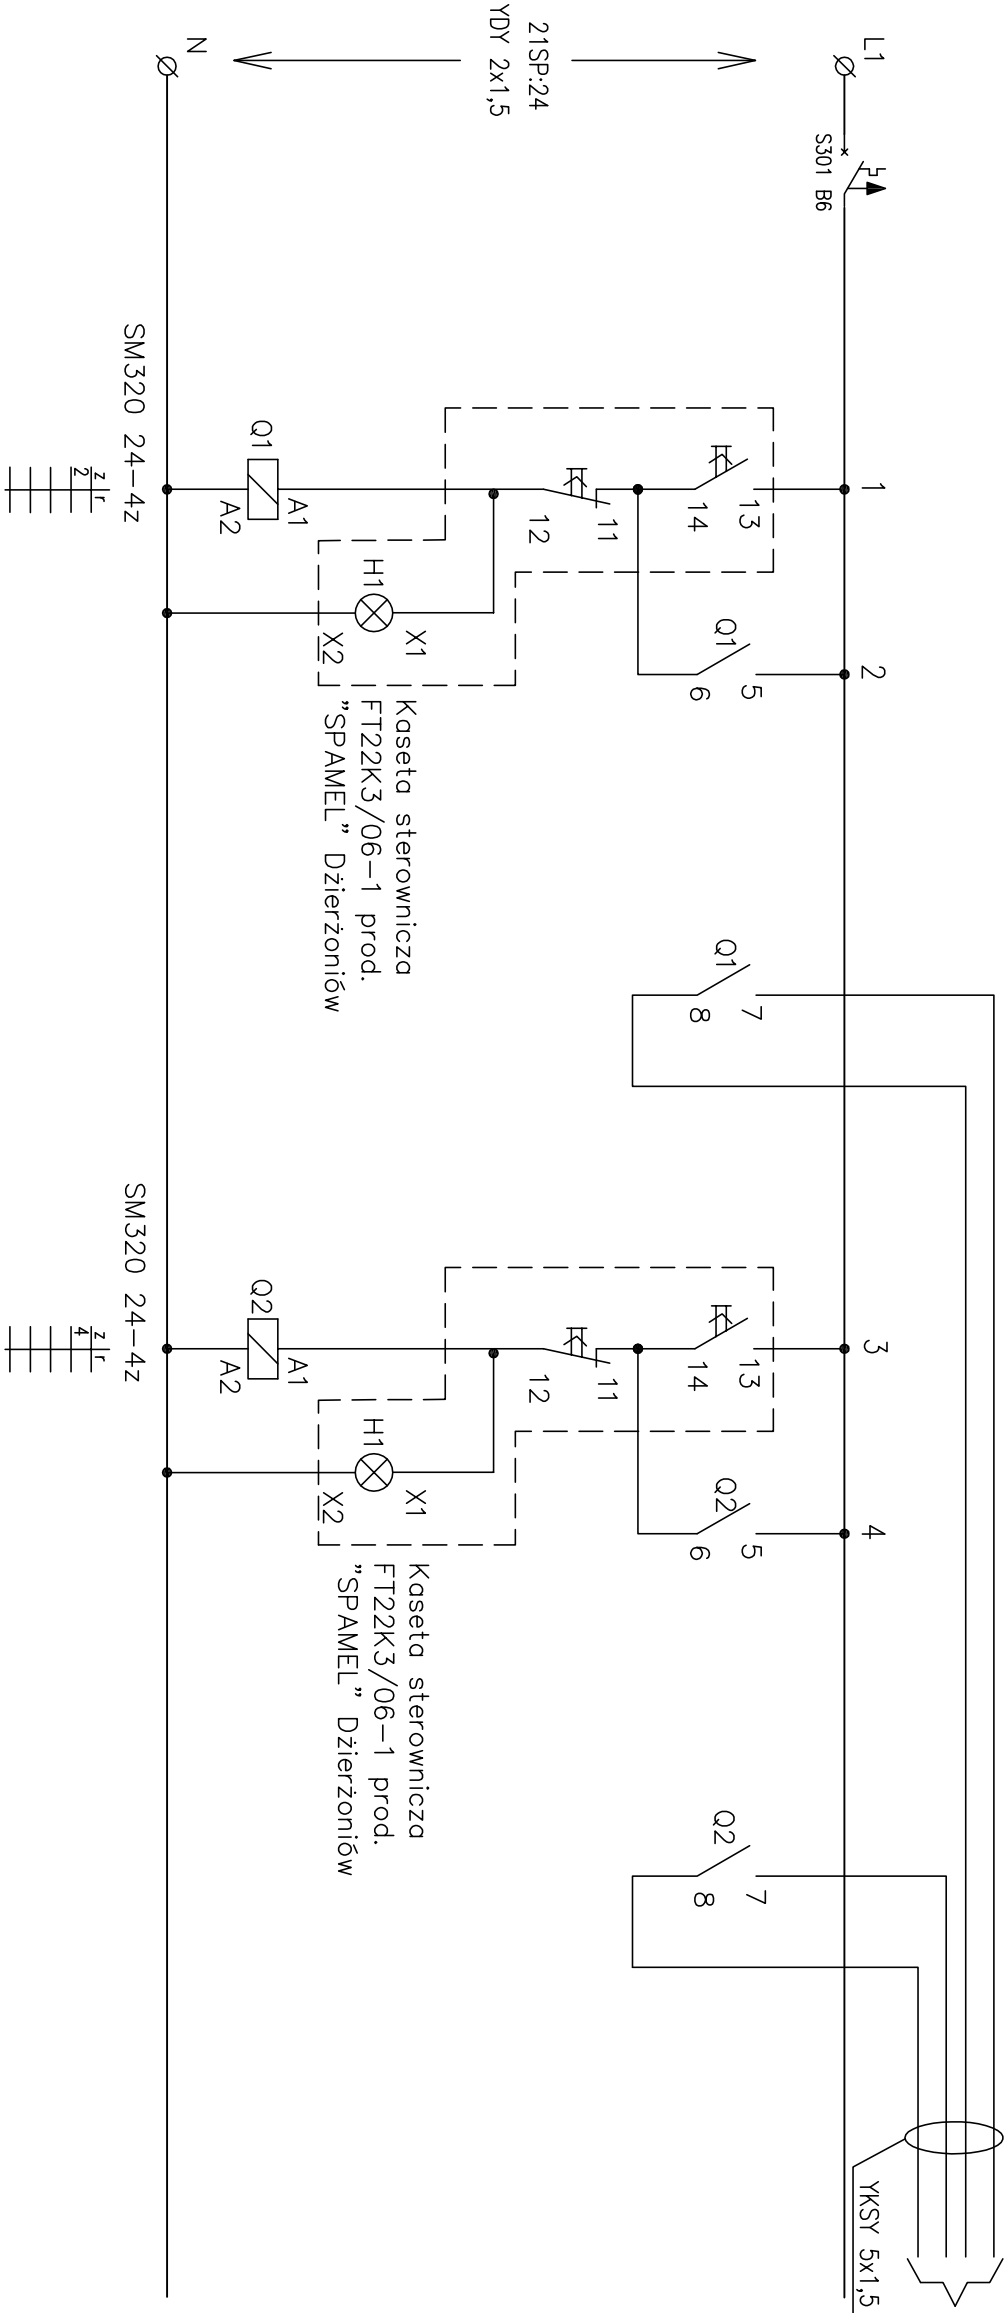 L1
21SP:24
YDY 2x1,5
N
S301 B6
1
2
3
4
13
14
11
12
Q1
5
6
Q1
A1
A2
H1
X1
X2
SM320 24-4z
z r
2
Kaseta sterownicza
FT22K3/06-1 prod.
"SPAMEL" Dzierżoniów
Q1
7
8
13
14
11
12
Q2
5
6
Q2
A1
A2
H1
X1
X2
SM320 24-4z
z r
4
Kaseta sterownicza
FT22K3/06-1 prod.
"SPAMEL" Dzierżoniów
Q2
7
8
YKSY 5x1,5